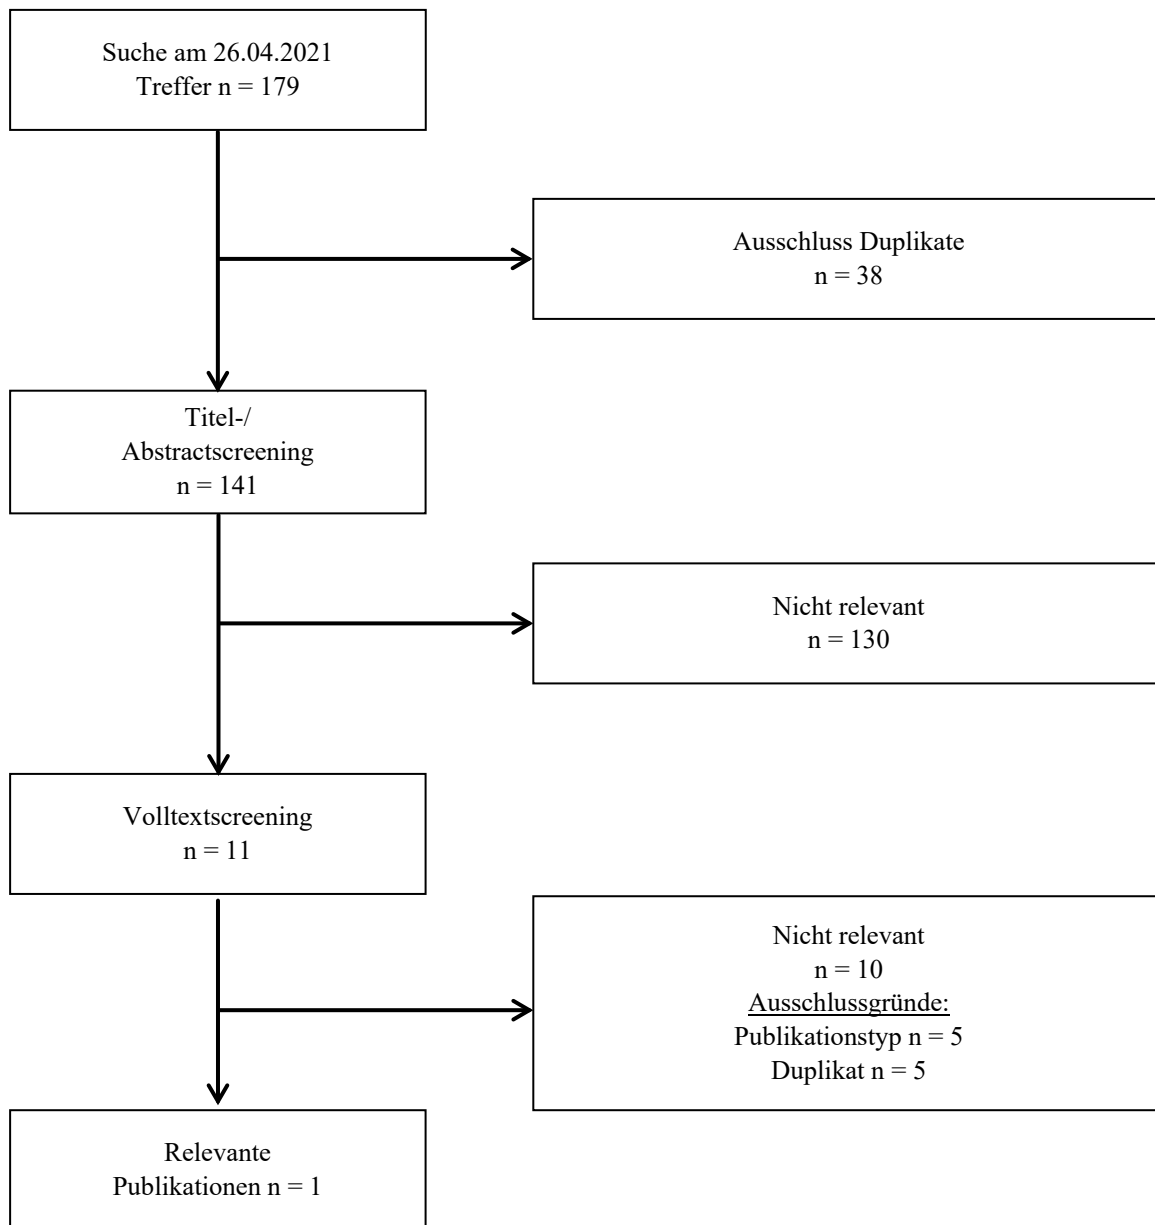 Suche am 26.04.2021
Treffer n = 179
Ausschluss Duplikate
n = 38
Titel-/
Abstractscreening
n = 141
Nicht relevant
n = 130
Volltextscreening
n = 11
Nicht relevant
n = 10
Ausschlussgründe:
Publikationstyp n = 5
Duplikat n = 5
Relevante
Publikationen n = 1